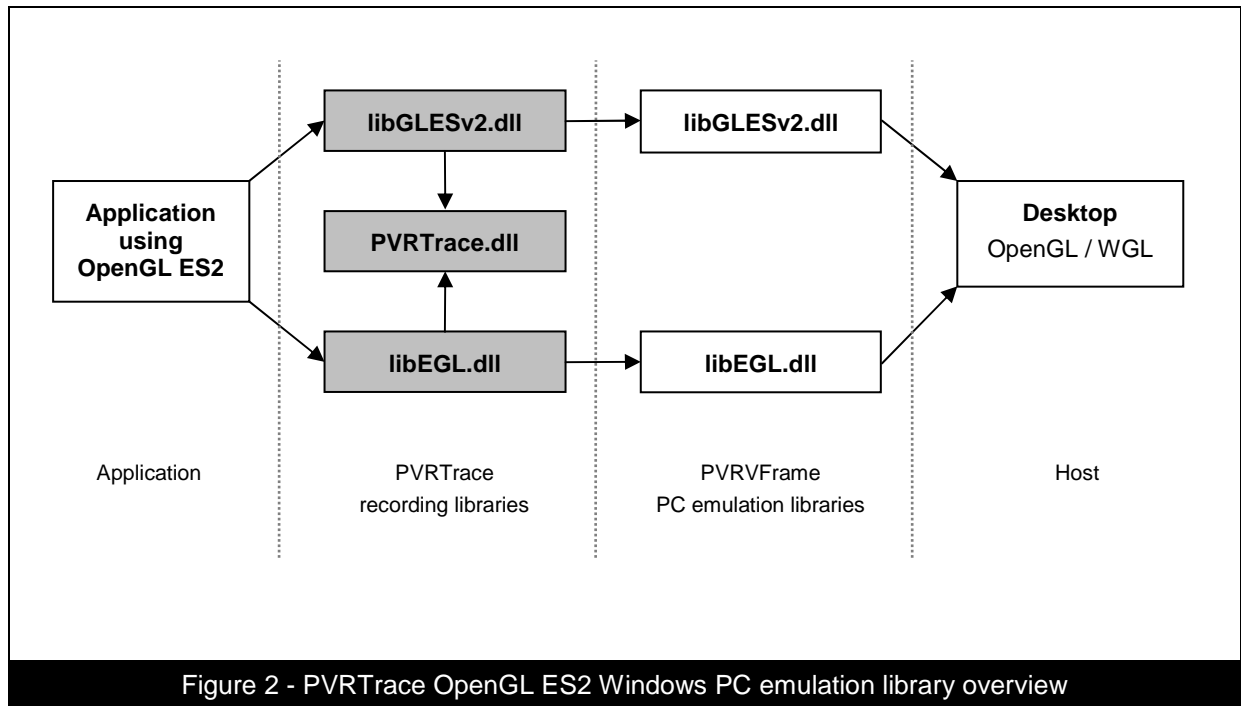 libGLESv2.dll
libGLESv2.dll
Application
using
OpenGL ES2
PVRTrace.dll
Desktop
OpenGL / WGL
libEGL.dll
libEGL.dll
Application
PVRTrace
recording libraries
PVRVFrame
PC emulation libraries
Host
Figure 2 - PVRTrace OpenGL ES2 Windows PC emulation library overview